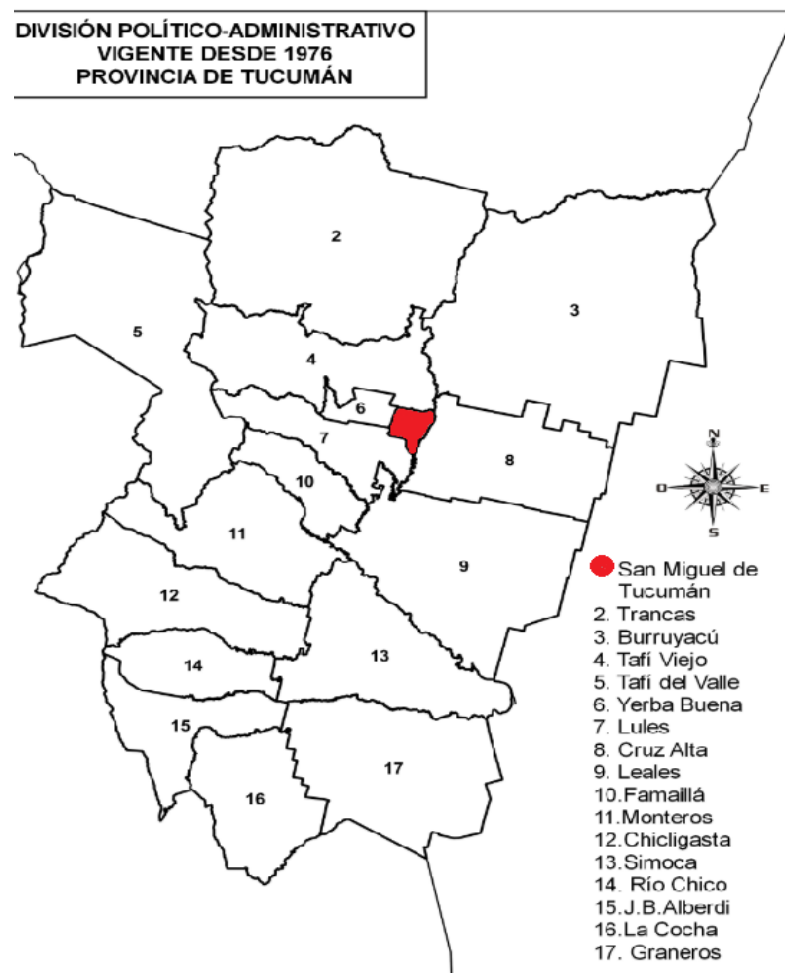 DIVISIÓN POLÍTICO-ADMINISTRATIVO
VIGENTE DESDE 1976
PROVINCIA DE TUCUMÁN
2
3
5
4
6
7
8
10
11
9
12
13
14
15
16
17
N
O
E
S
San Miguel de
Tucumán
2. Trancas
3. Burruyacú
4. Tafí Viejo
5. Tafí del Valle
6. Yerba Buena
7. Lules
8. Cruz Alta
9. Leales
10.Famaillá
11.Monteros
12.Chicligasta
13.Simoca
14. Río Chico
15.J.B.Alberdi
16.La Cocha
17. Graneros